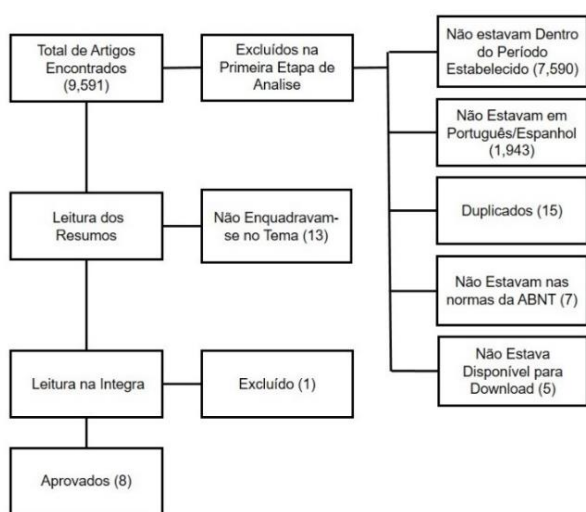 Total de Artigos
Encontrados
(9,591)
Excluídos na
Primeira Etapa de
Analise
Não estavam Dentro
do Período
Estabelecido (7,590)
Não Estavam em
Português/Espanhol
(1,943)
Duplicados (15)
Não Estavam nas
normas da ABNT (7)
Não Estava
Disponível para
Download (5)
Leitura dos
Resumos
Não Enquadravam-
se no Tema (13)
Leitura na Integra
Excluído (1)
Aprovados (8)